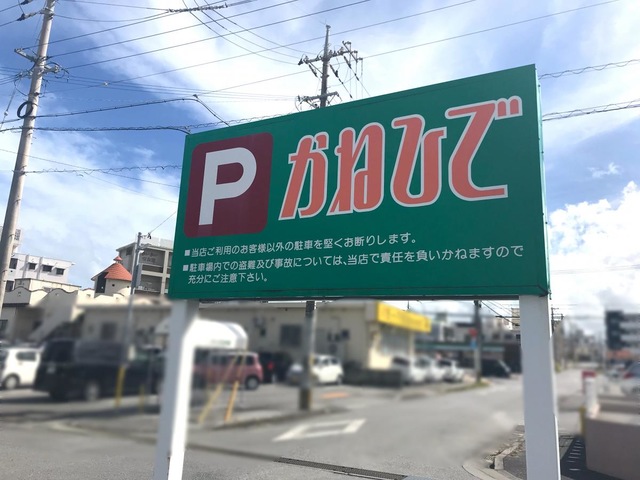 P かねひで
■当店ご利用のお客様以外の駐車を堅くお断りします。
■駐車場内での盗難及び事故については、当店で責任を負いかねますので
充分にご注意下さい。